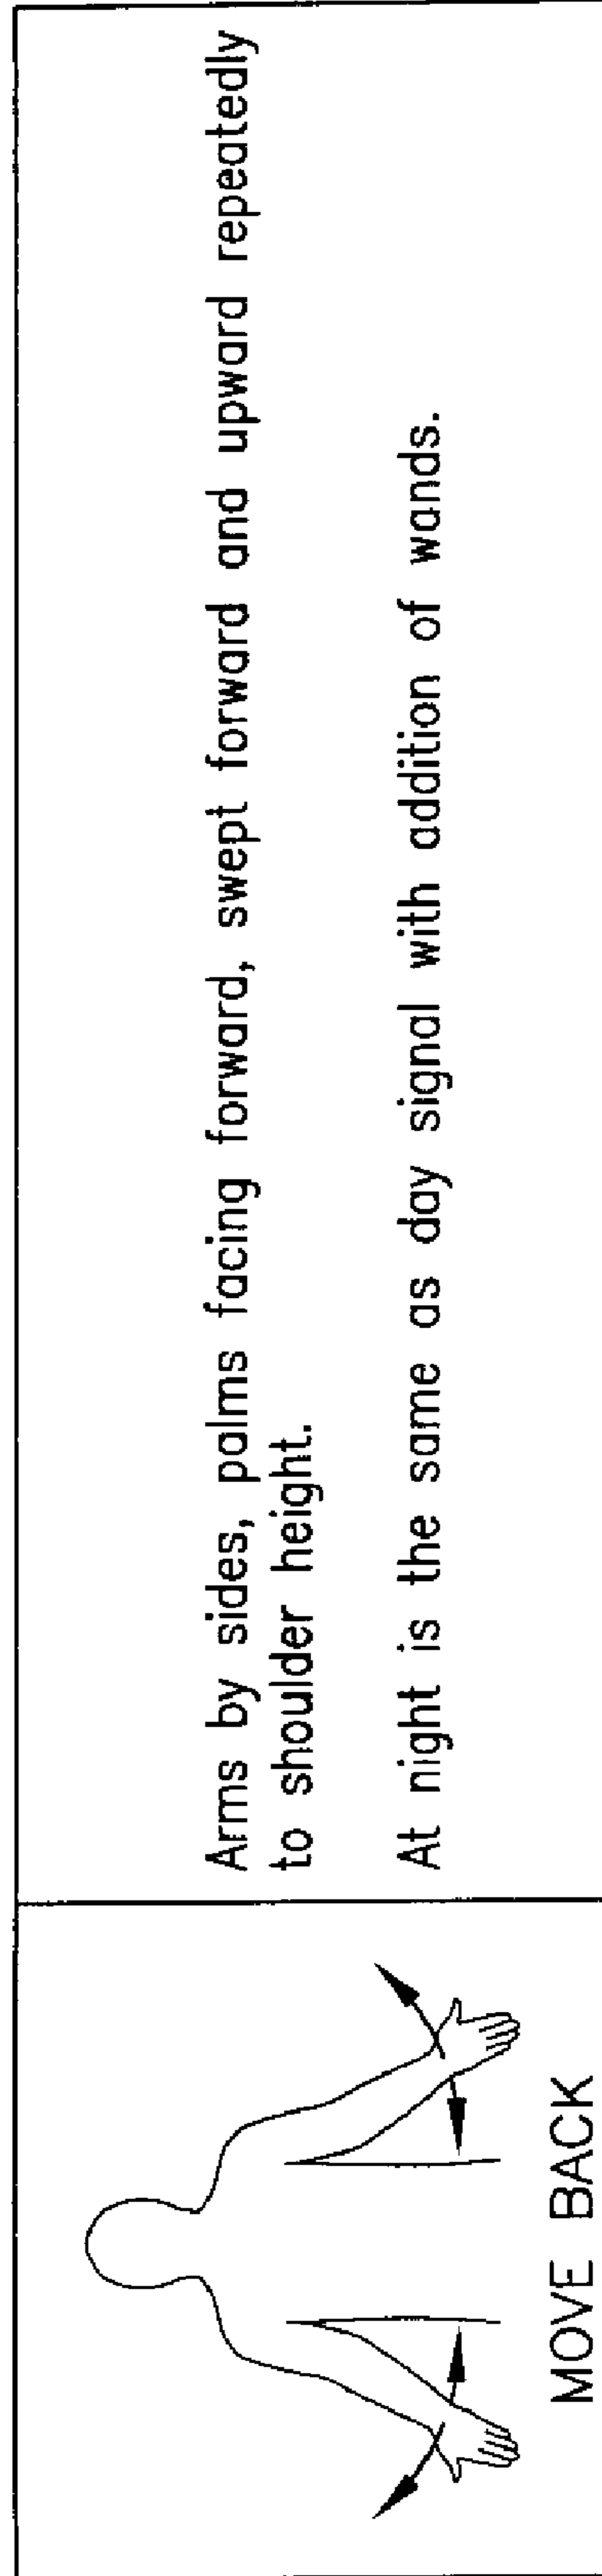 MOVE BACK
Arms by sides, palms facing forward, swept forward and upward repeatedly
to shoulder height.
At night is the same as day signal with addition of wands.